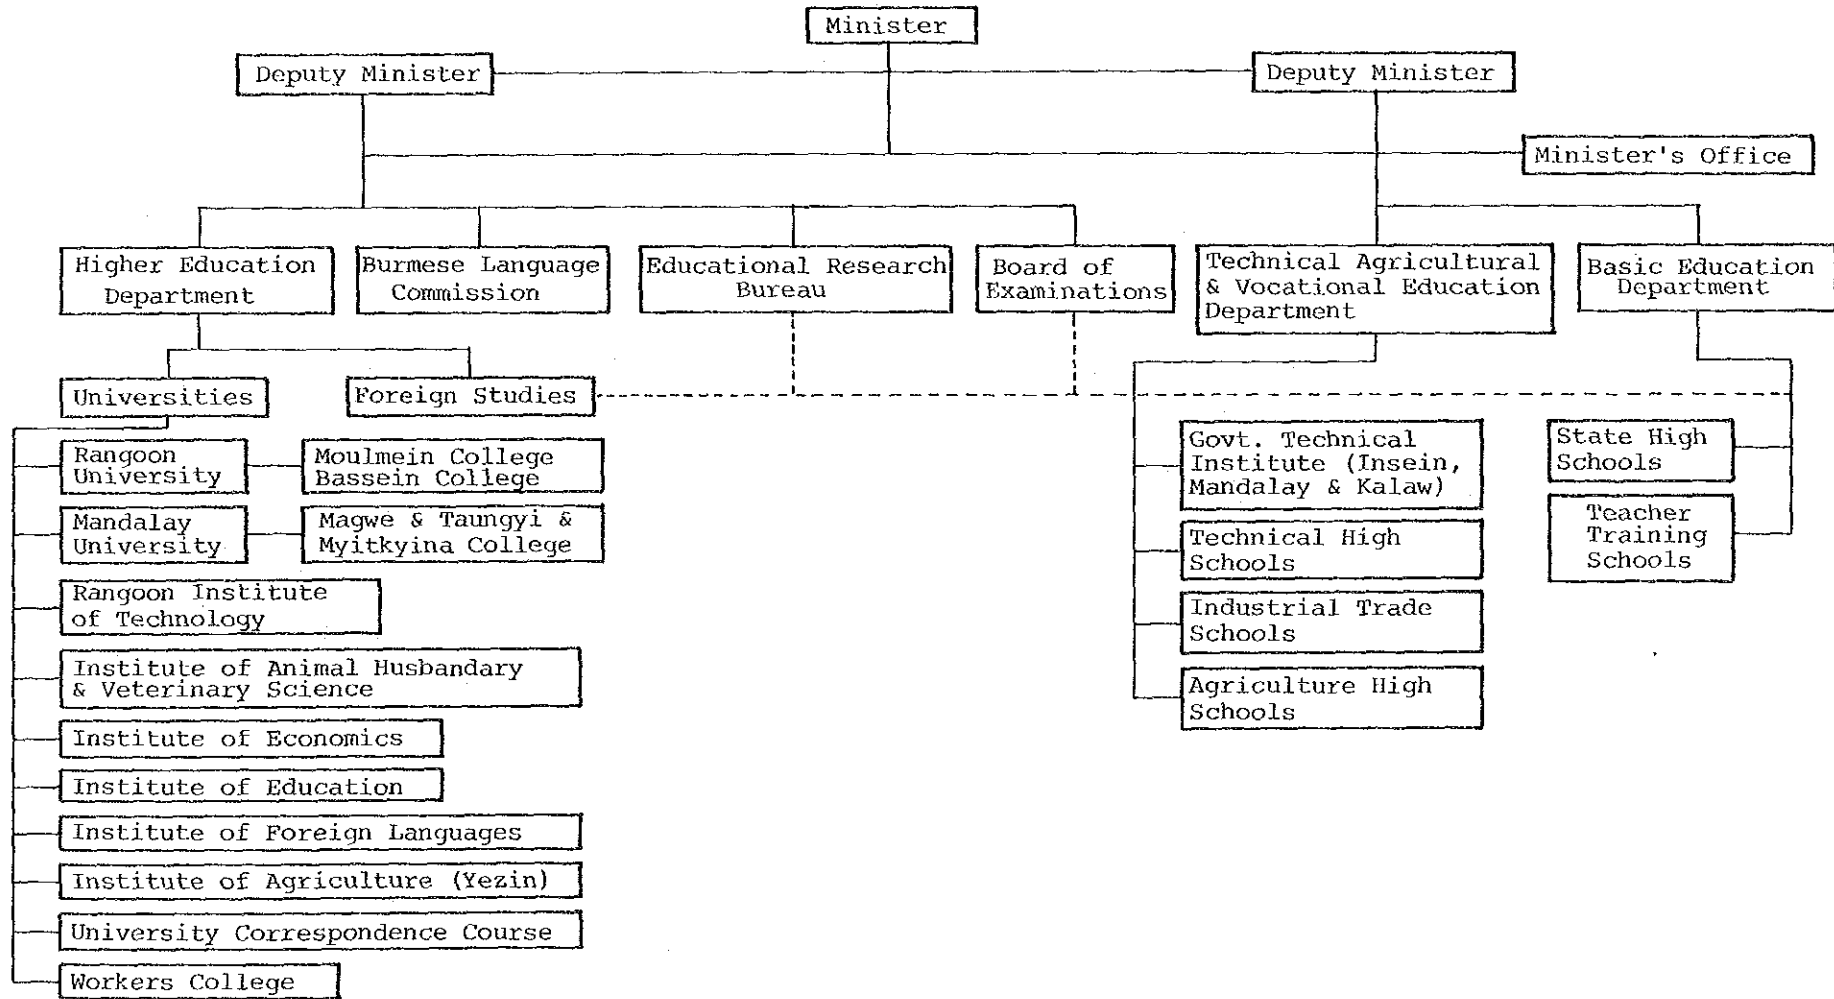 Minister
Deputy Minister
Deputy Minister
Minister's Office
Higher Education
Department
Burmese Language
Commission
Educational Research
Bureau
Board of
Examinations
Technical Agricultural
& Vocational Education
Department
Basic Education
Department
Universities
Foreign Studies
Rangoon
University
Moulmein College
Bassein College
Mandalay
University
Magwe & Taungyi &
Myitkyina College
Rangoon Institute
of Technology
Institute of Animal Husbandary
& Veterinary Science
Institute of Economics
Institute of Education
Institute of Foreign Languages
Institute of Agriculture (Yezin)
University Correspondence Course
Workers College
Govt. Technical
Institute (Insein,
Mandalay & Kalaw)
Technical High
Schools
Industrial Trade
Schools
Agriculture High
Schools
State High
Schools
Teacher
Training
Schools